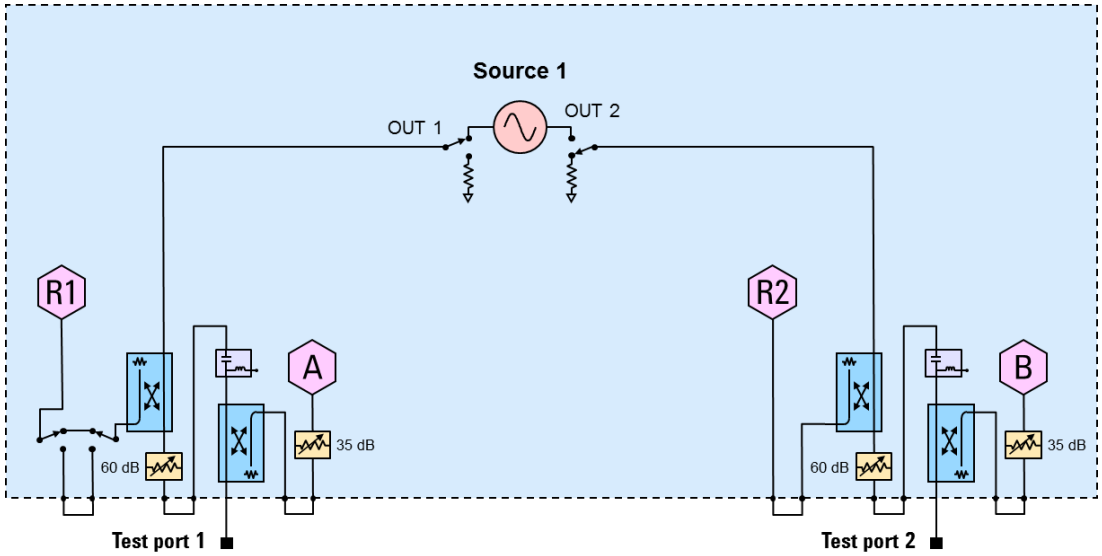 Source 1
OUT 1
OUT 2
R1
R2
A
B
60 dB
35 dB
60 dB
35 dB
Test port 1
Test port 2